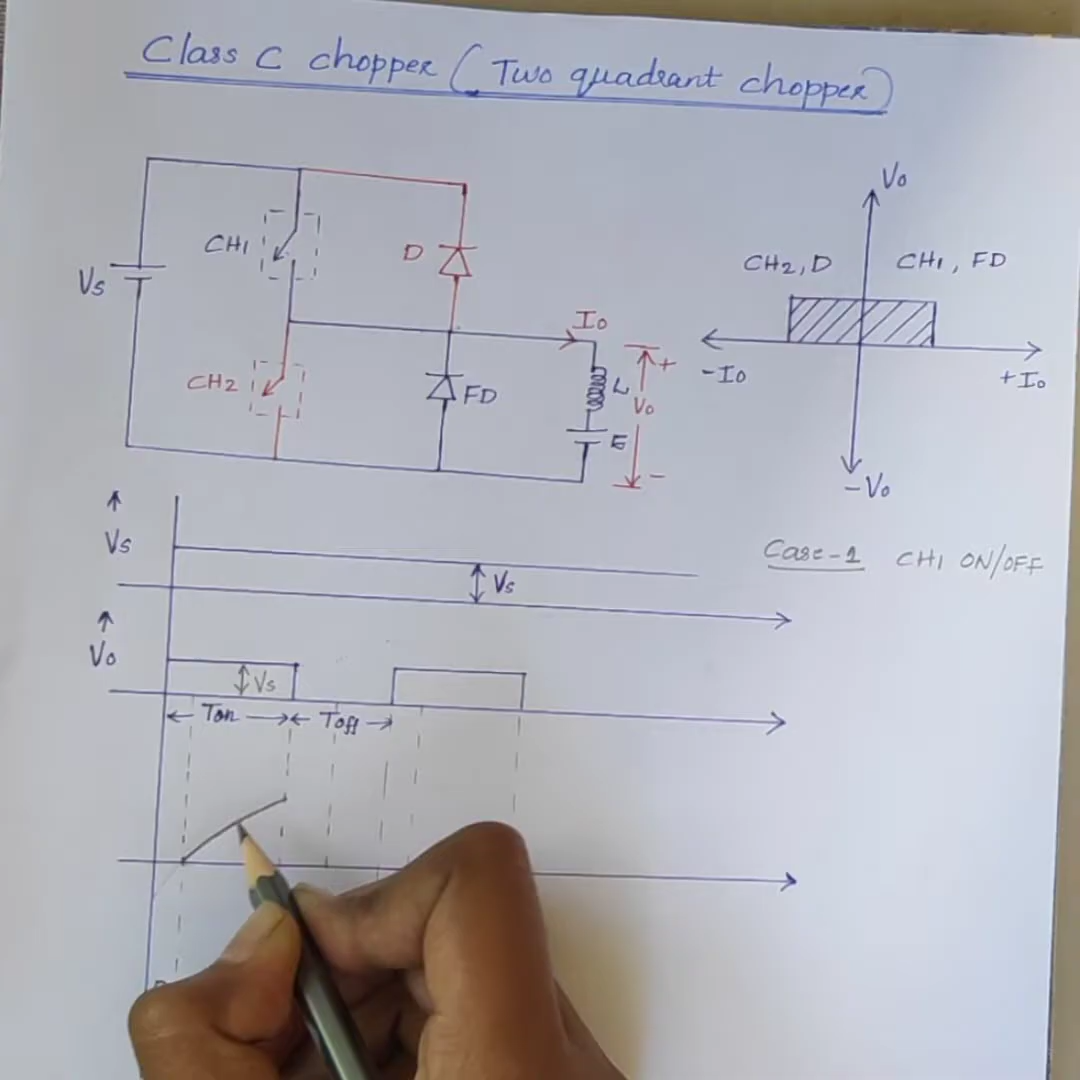 Class C chopper (Two quadrant chopper)
Vo
CH1
D
CH2, D
CH1, FD
Vs
Io
-Io
+Io
CH2
FD
L
+
Vo
E
-
-Vo
Vs
Vs
Case-1 CH1 ON/OFF
Vo
Vs
Ton
Toff